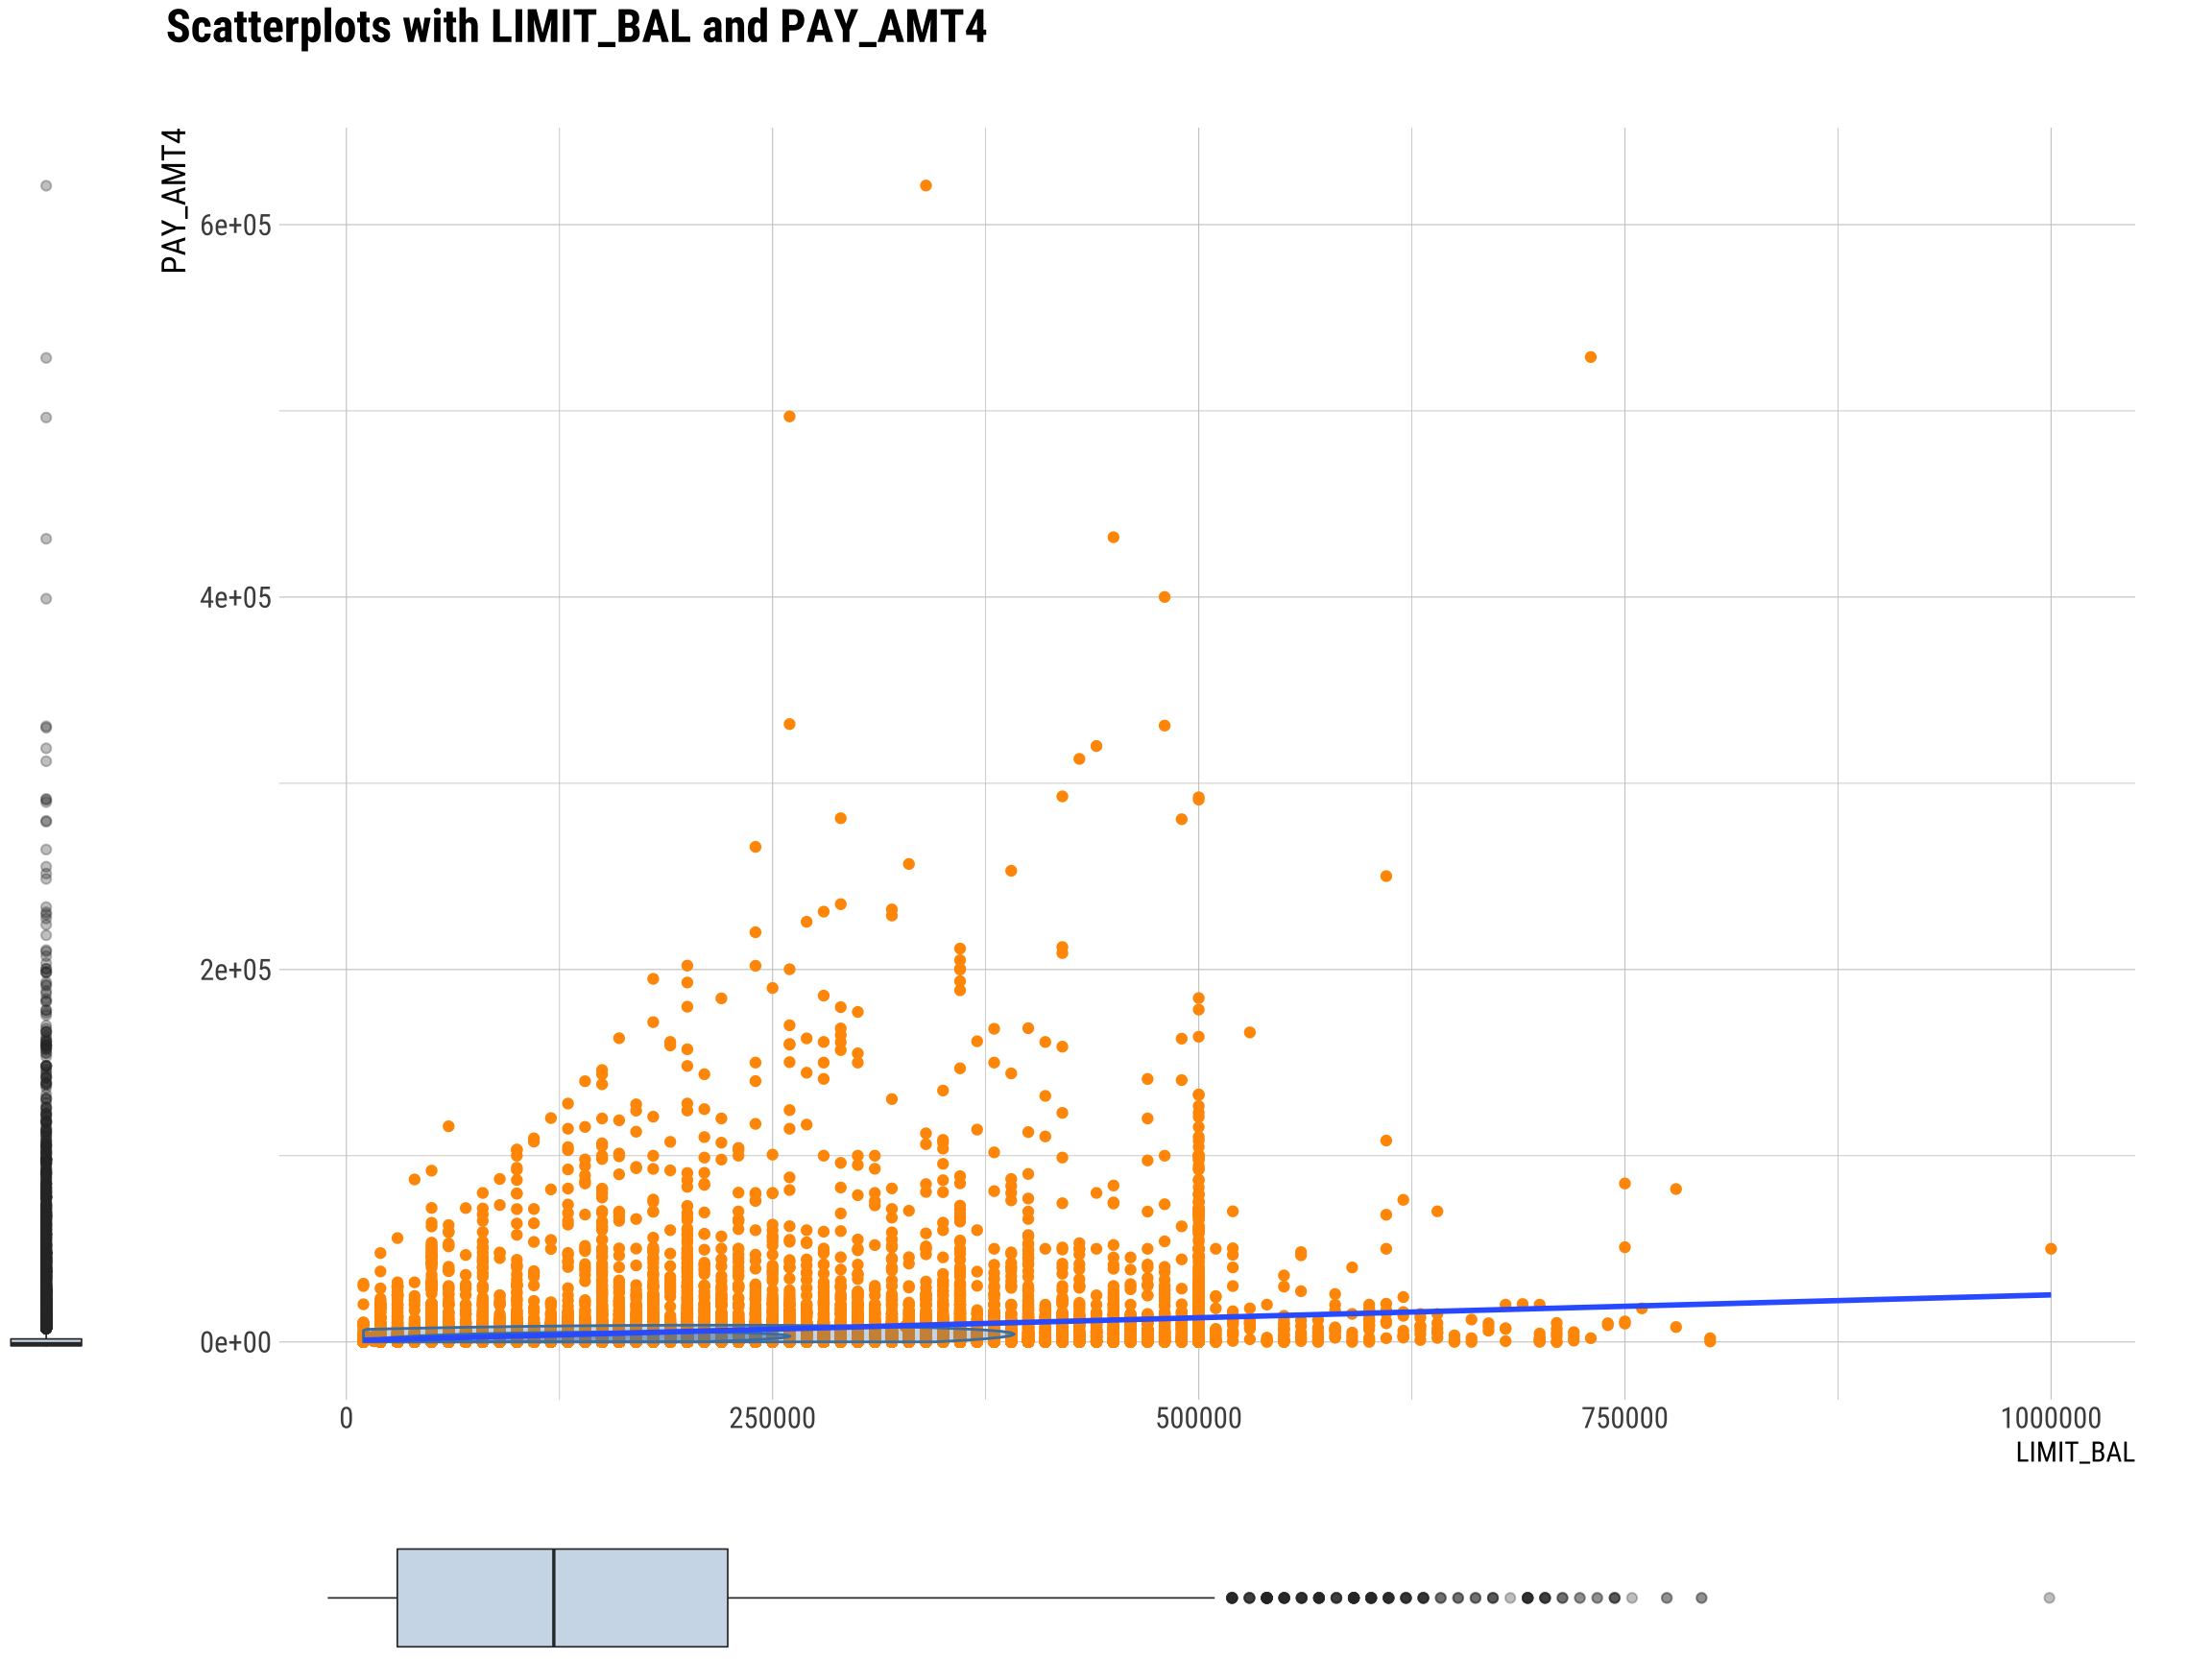 Scatterplots with LIMIT_BAL and PAY_AMT4
PAY_AMT4
6e+05
4e+05
2e+05
0e+00
0 250000 500000 750000 1000000
LIMIT_BAL